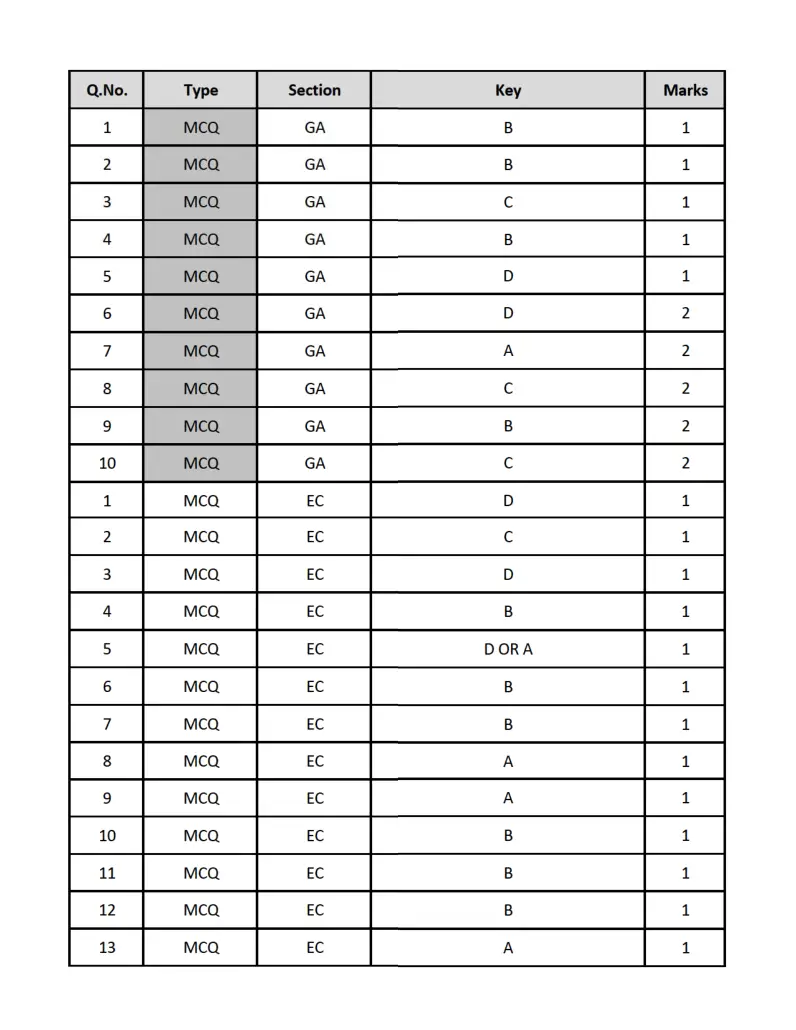 Q.No. Type Section Key Marks
1 MCQ GA B 1
2 MCQ GA B 1
3 MCQ GA C 1
4 MCQ GA B 1
5 MCQ GA D 1
6 MCQ GA D 2
7 MCQ GA A 2
8 MCQ GA C 2
9 MCQ GA B 2
10 MCQ GA C 2
1 MCQ EC D 1
2 MCQ EC C 1
3 MCQ EC D 1
4 MCQ EC B 1
5 MCQ EC D OR A 1
6 MCQ EC B 1
7 MCQ EC B 1
8 MCQ EC A 1
9 MCQ EC A 1
10 MCQ EC B 1
11 MCQ EC B 1
12 MCQ EC B 1
13 MCQ EC A 1